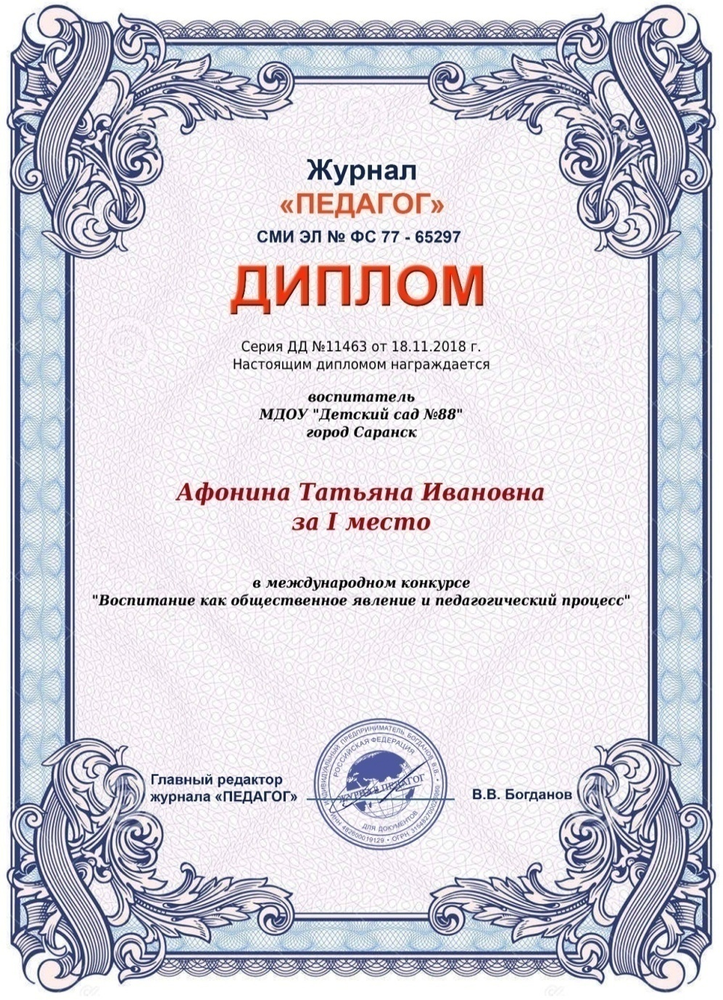 Журнал
«ПЕДАГОГ»
СМИ ЭЛ № ФС 77 - 65297
ДИПЛОМ
Серия ДД №11463 от 18.11.2018 г.
Настоящим дипломом награждается
воспитатель
МДОУ "Детский сад №88"
город Саранск
Афонина Татьяна Ивановна
за I место
в международном конкурсе
"Воспитание как общественное явление и педагогический процесс"
Главный редактор
журнала «ПЕДАГОГ»
ИНДИВИДУАЛЬНЫЙ ПРЕДПРИНИМАТЕЛЬ БОГДАНОВ В.В.
РОССИЙСКАЯ ФЕДЕРАЦИЯ
ЖУРНАЛ ПЕДАГОГ
ДЛЯ ДОКУМЕНТОВ
ИНН 482600019129 • ОГРН
В.В. Богданов